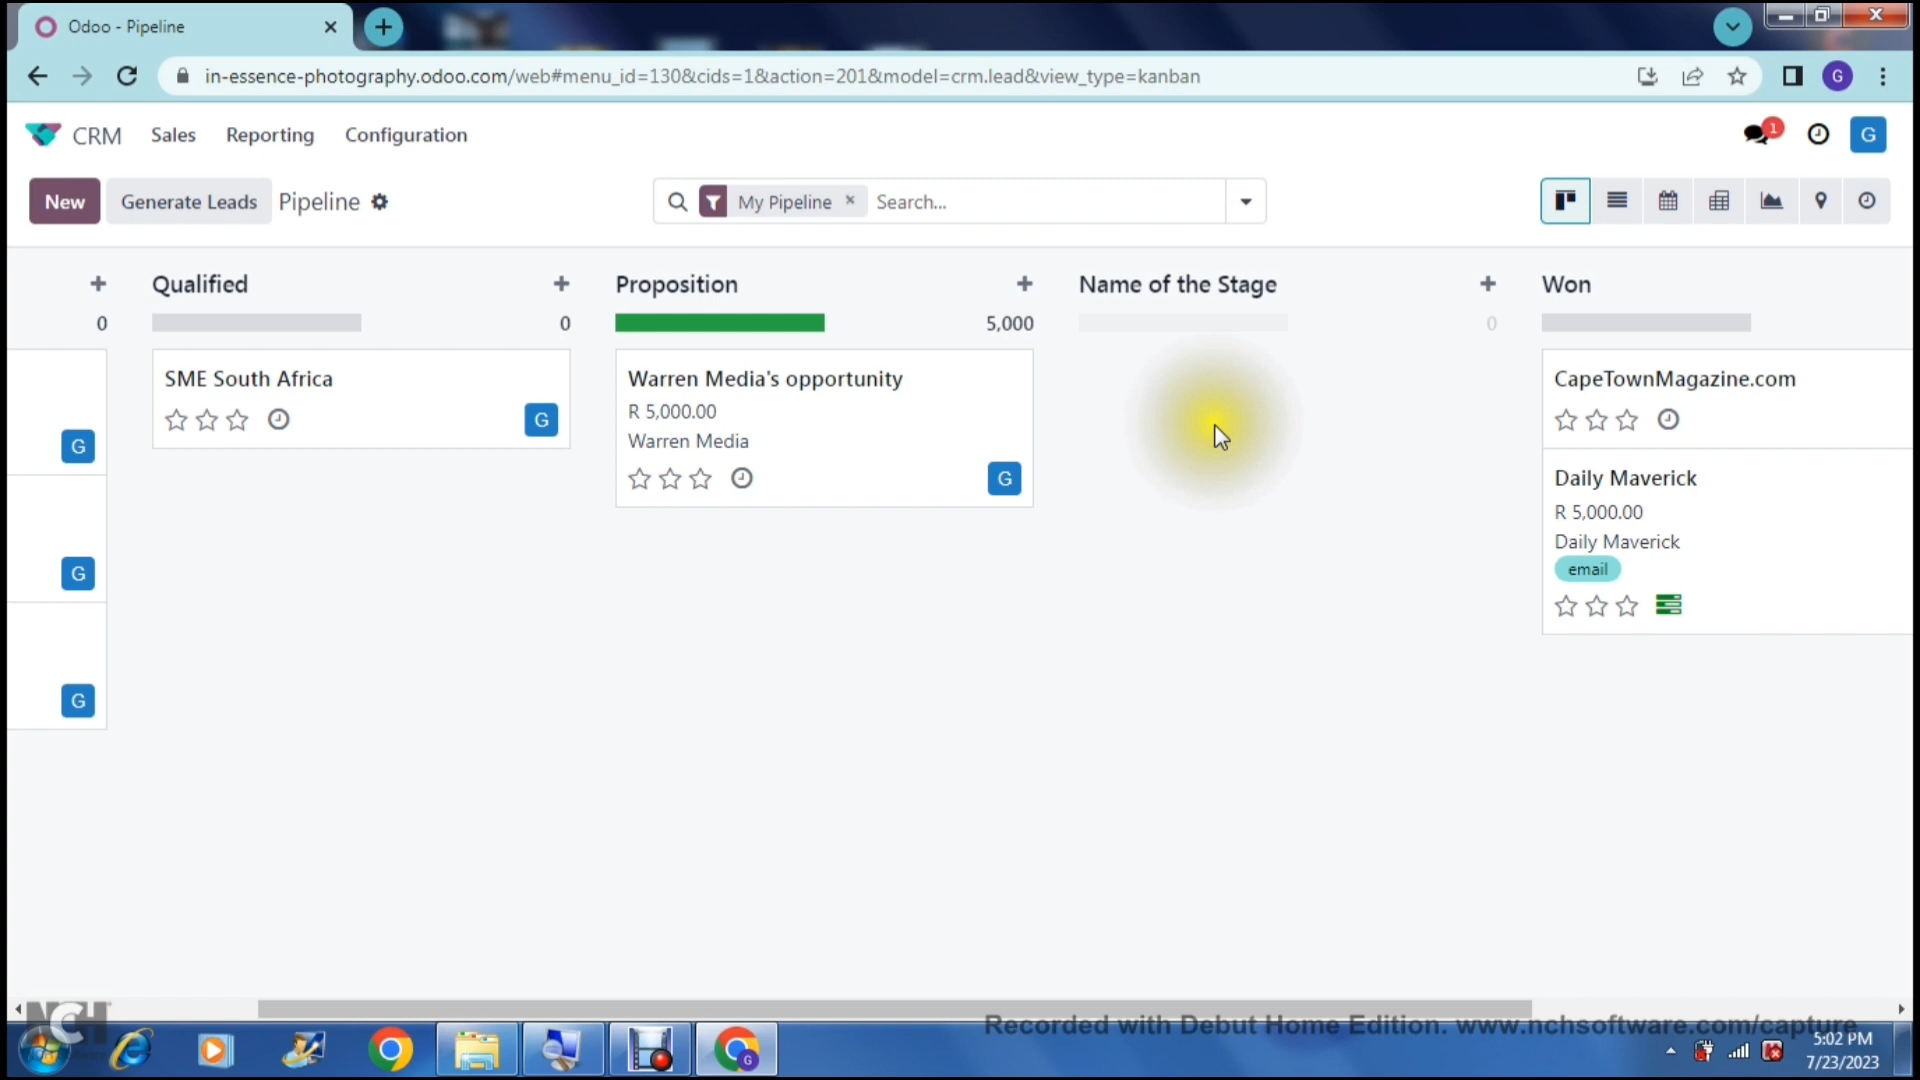 Odoo - Pipeline
in-essence-photography.odoo.com/web#menu_id=130&cids=1&action=201&model=crm.lead&view_type=kanban
G
CRM Sales Reporting Configuration
1
G
New Generate Leads Pipeline
My Pipeline × Search...
Qualified
Proposition
Name of the Stage
Won
0
0
5,000
0
SME South Africa
G
Warren Media's opportunity
R 5,000.00
Warren Media
G
CapeTownMagazine.com
Daily Maverick
R 5,000.00
Daily Maverick
email
G
G
G
NCH
Recorded with Debut Home Edition. www.nchsoftware.com/capture
G
5:02 PM
7/23/2023